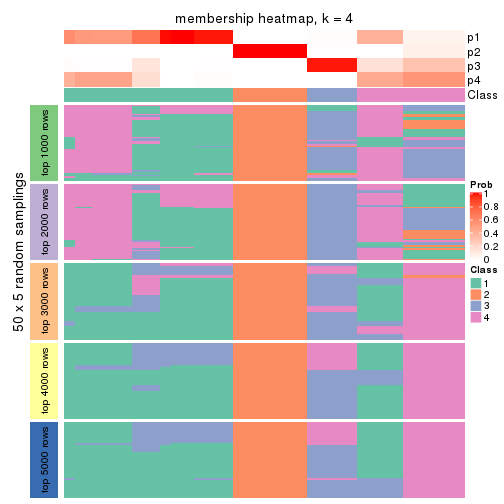 membership heatmap, k = 4
p1
p2
p3
p4
Class
50 x 5 random samplings
top 1000 rows
top 2000 rows
top 3000 rows
top 4000 rows
top 5000 rows
Prob
1
0.8
0.6
0.4
0.2
0
Class
1
2
3
4